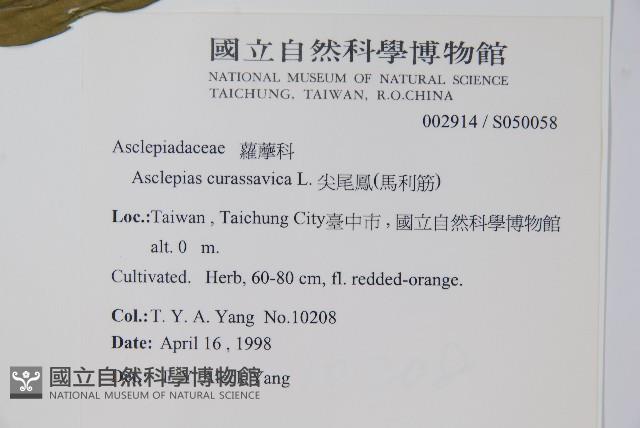 國立自然科學博物館
NATIONAL MUSEUM OF NATURAL SCIENCE
TAICHUNG, TAIWAN, R.O.CHINA
002914 / S050058
Asclepiadaceae 蘿藦科
Asclepias curassavica L. 尖尾鳳(馬利筋)
Loc.:Taiwan , Taichung City臺中市，國立自然科學博物館
alt. 0 m.
Cultivated. Herb, 60-80 cm, fl. redded-orange.
Col.: T. Y. A. Yang No.10208
Date: April 16 , 1998
Yang
國立自然科學博物館
NATIONAL MUSEUM OF NATURAL SCIENCE